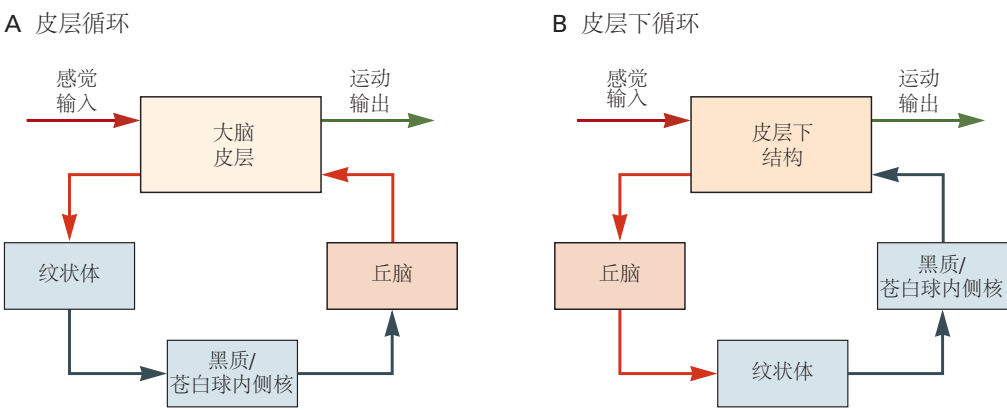 A 皮层循环
感觉
输入
运动
输出
大脑
皮层
纹状体
丘脑
黑质/
苍白球内侧核
B 皮层下循环
感觉
输入
运动
输出
皮层下
结构
丘脑
黑质/
苍白球内侧核
纹状体